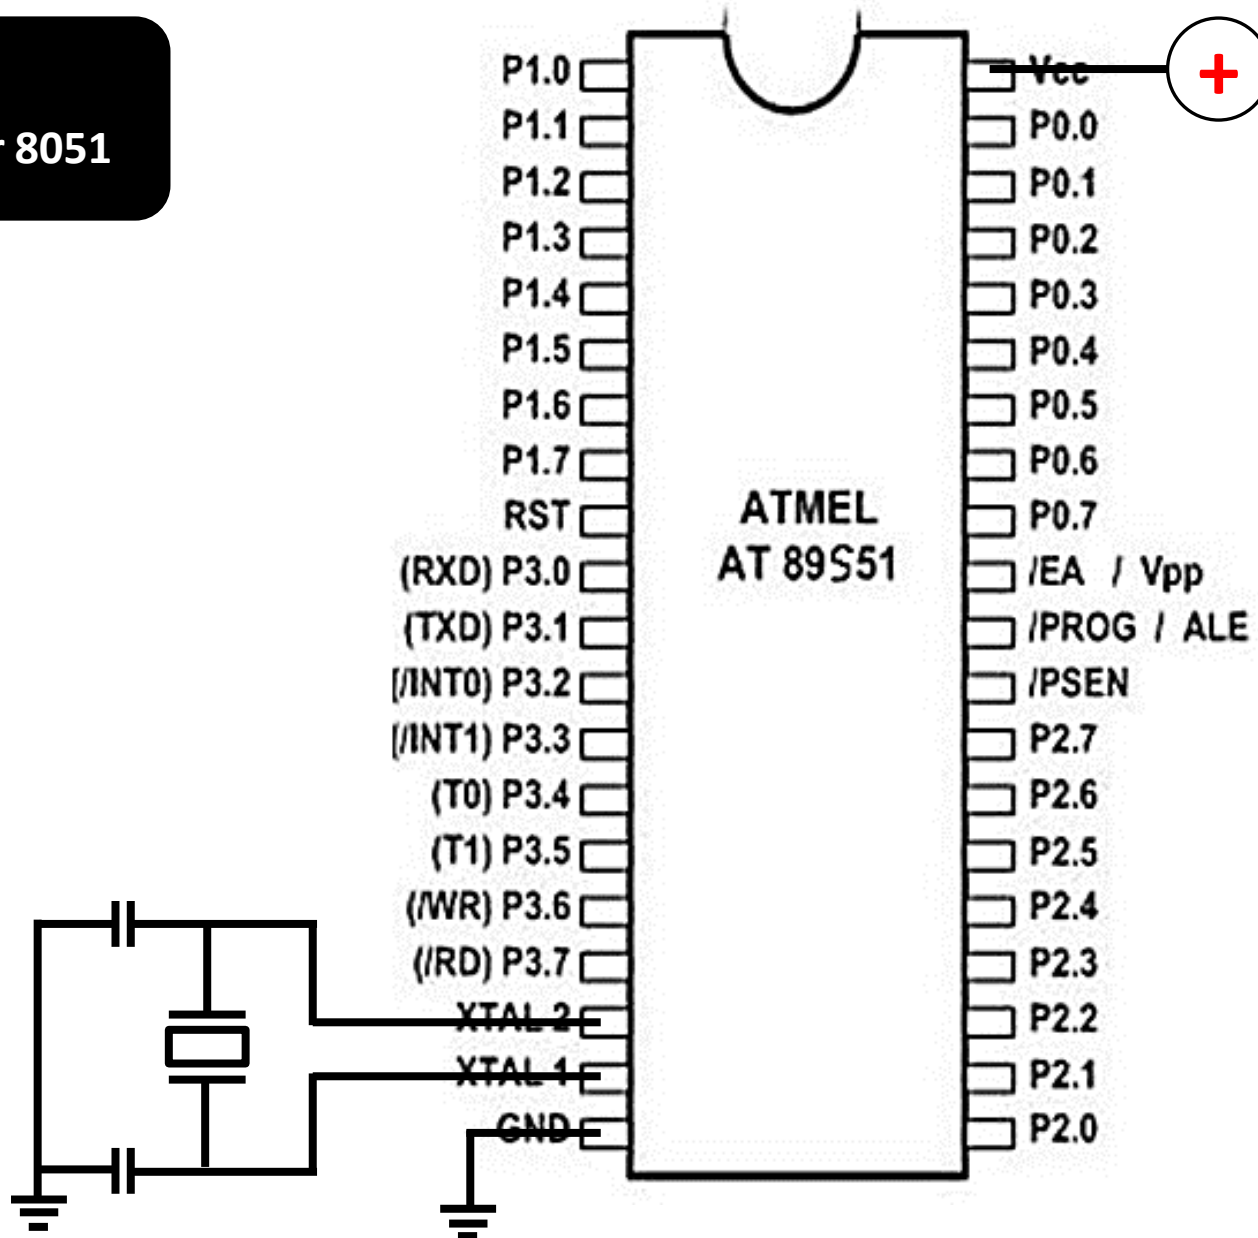 8051
P1.0
P1.1
P1.2
P1.3
P1.4
P1.5
P1.6
P1.7
RST
(RXD) P3.0
(TXD) P3.1
(/INT0) P3.2
(/INT1) P3.3
(T0) P3.4
(T1) P3.5
(/WR) P3.6
(/RD) P3.7
XTAL 2
XTAL 1
GND
ATMEL
AT 89S51
Vcc
+
P0.0
P0.1
P0.2
P0.3
P0.4
P0.5
P0.6
P0.7
/EA / Vpp
/PROG / ALE
/PSEN
P2.7
P2.6
P2.5
P2.4
P2.3
P2.2
P2.1
P2.0